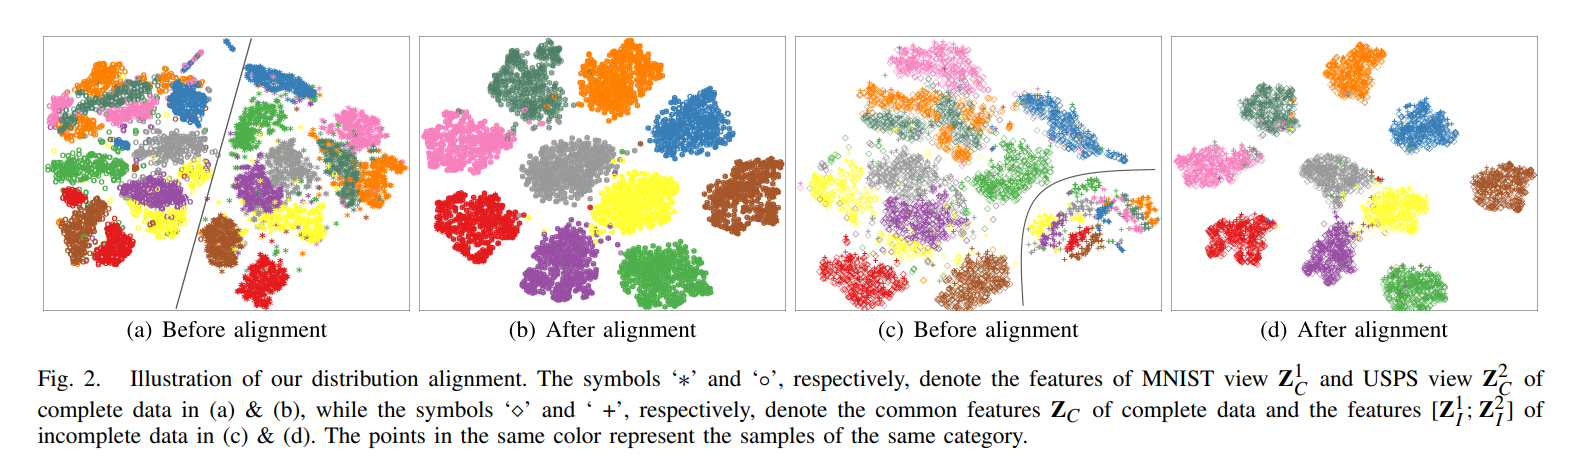 (a) Before alignment
(b) After alignment
(c) Before alignment
(d) After alignment
Fig. 2. Illustration of our distribution alignment. The symbols ‘∗’ and ‘○’, respectively, denote the features of MNIST view Z¹_C and USPS view Z²_C of
complete data in (a) & (b), while the symbols ‘⋄’ and ‘ +’, respectively, denote the common features Z_C of complete data and the features [Z¹_I; Z²_I] of
incomplete data in (c) & (d). The points in the same color represent the samples of the same category.